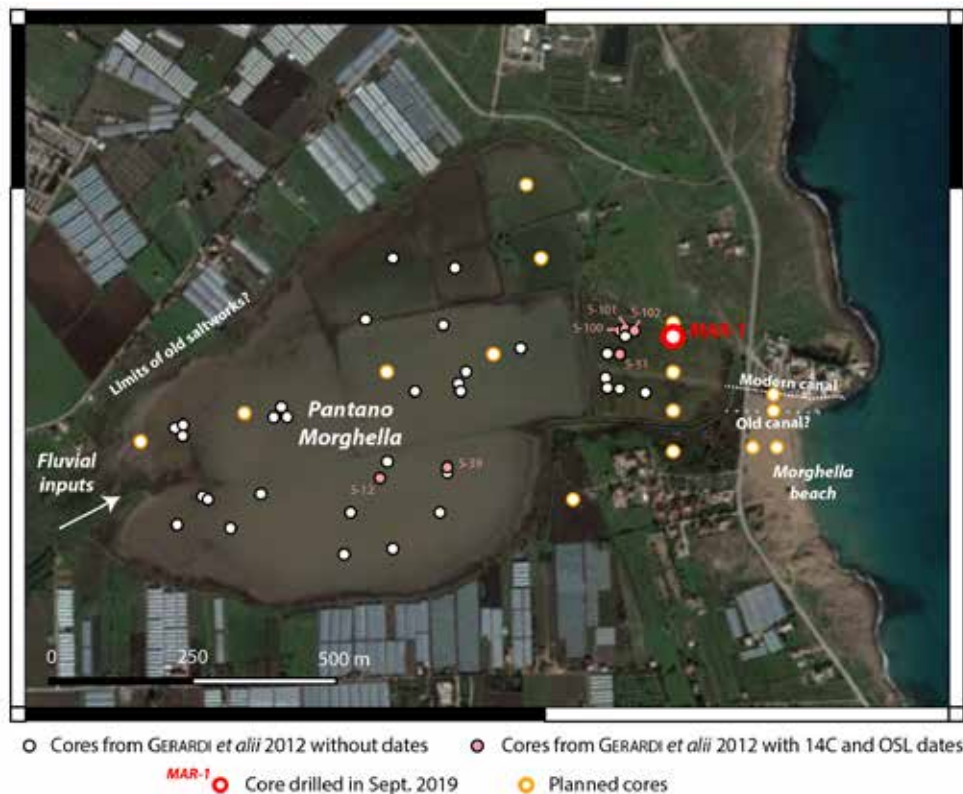 S-101
S-102
S-100
MAR-1
S-33
Limits of old saltworks?
Modern canal
Pantano
Morghella
Old canal?
Fluvial
inputs
S-39
S-12
Morghella
beach
0 250 500 m
Cores from GERARDI et alii 2012 without dates
Cores from GERARDI et alii 2012 with 14C and OSL dates
MAR-1 Core drilled in Sept. 2019
Planned cores